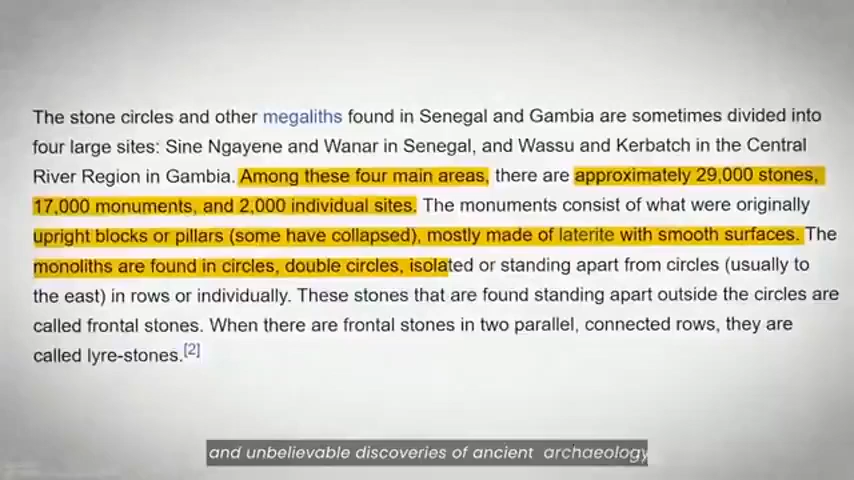 The stone circles and other megaliths found in Senegal and Gambia are sometimes divided into
four large sites: Sine Ngayene and Wanar in Senegal, and Wassu and Kerbatch in the Central
River Region in Gambia. Among these four main areas, there are approximately 29,000 stones,
17,000 monuments, and 2,000 individual sites. The monuments consist of what were originally
upright blocks or pillars (some have collapsed), mostly made of laterite with smooth surfaces. The
monoliths are found in circles, double circles, isolated or standing apart from circles (usually to
the east) in rows or individually. These stones that are found standing apart outside the circles are
called frontal stones. When there are frontal stones in two parallel, connected rows, they are
called lyre-stones.[2]
and unbelievable discoveries of ancient archaeology